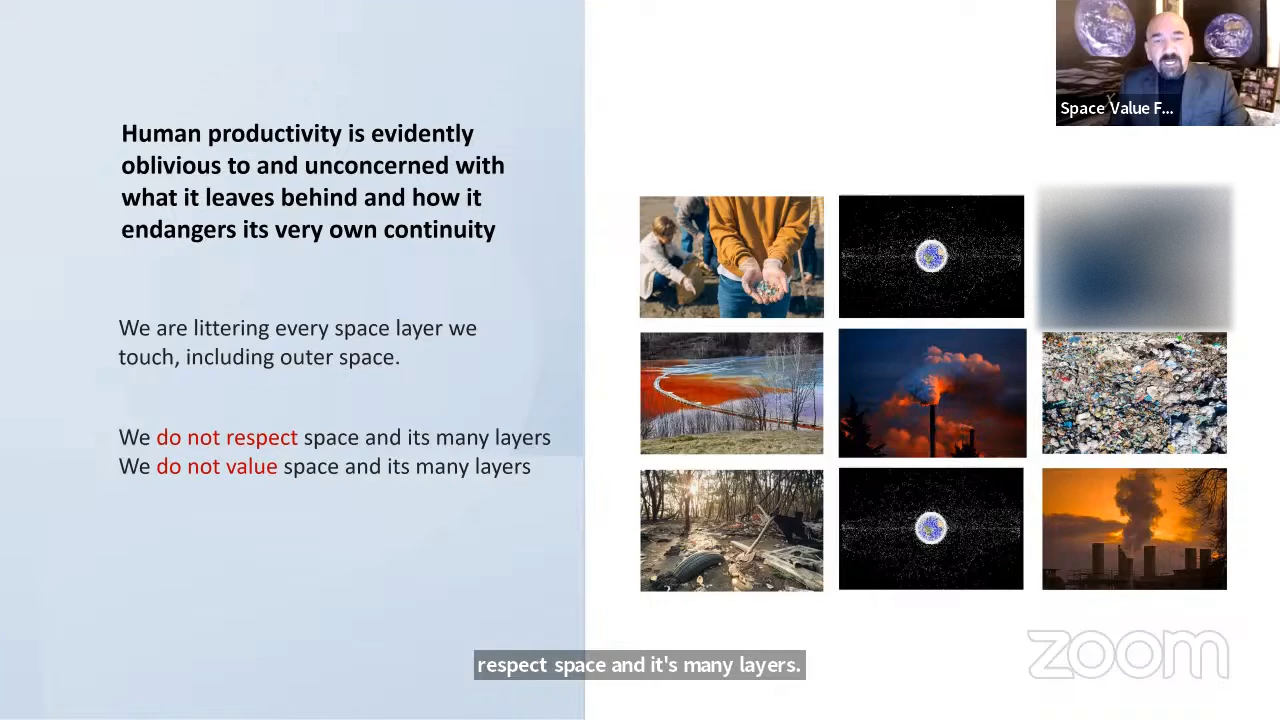 Human productivity is evidently
oblivious to and unconcerned with
what it leaves behind and how it
endangers its very own continuity
We are littering every space layer we
touch, including outer space.
We do not respect space and its many layers
We do not value space and its many layers
Space Value F...
respect space and it's many layers.
zoom